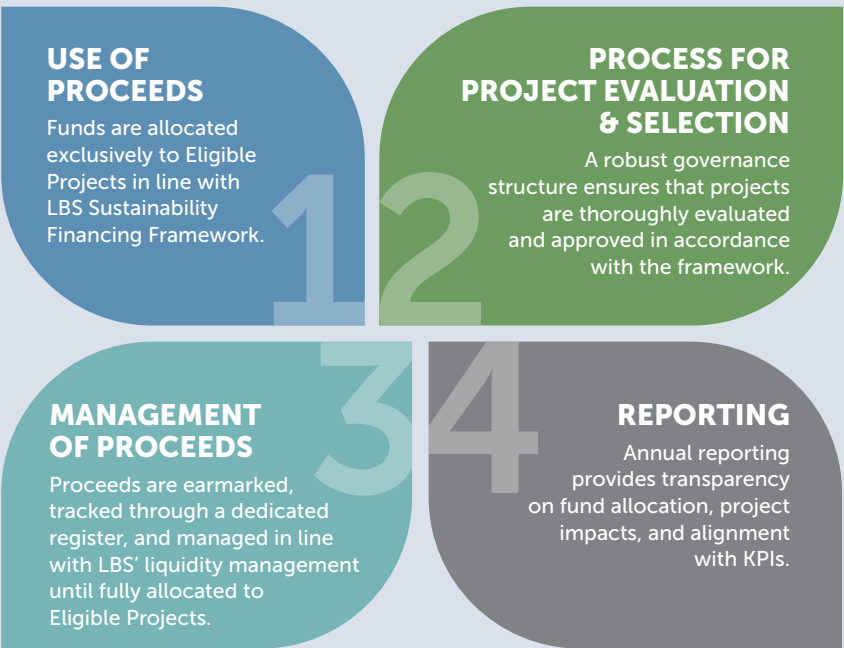 USE OF
PROCEEDS
Funds are allocated
exclusively to Eligible
Projects in line with
LBS Sustainability
Financing Framework.
1
PROCESS FOR
PROJECT EVALUATION
& SELECTION
A robust governance
structure ensures that projects
are thoroughly evaluated
and approved in accordance
with the framework.
2
3
MANAGEMENT
OF PROCEEDS
Proceeds are earmarked,
tracked through a dedicated
register, and managed in line
with LBS’ liquidity management
until fully allocated to
Eligible Projects.
4
REPORTING
Annual reporting
provides transparency
on fund allocation, project
impacts, and alignment
with KPIs.